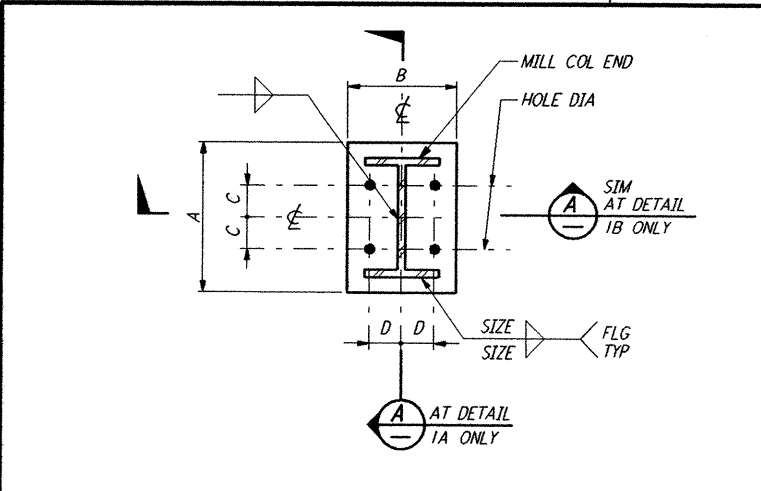 MILL COL END
B
HOLE DIA
℄
C
A
C
℄
SIM
A
AT DETAIL
1B ONLY
D D
SIZE
SIZE
FLG
TYP
A
AT DETAIL
1A ONLY